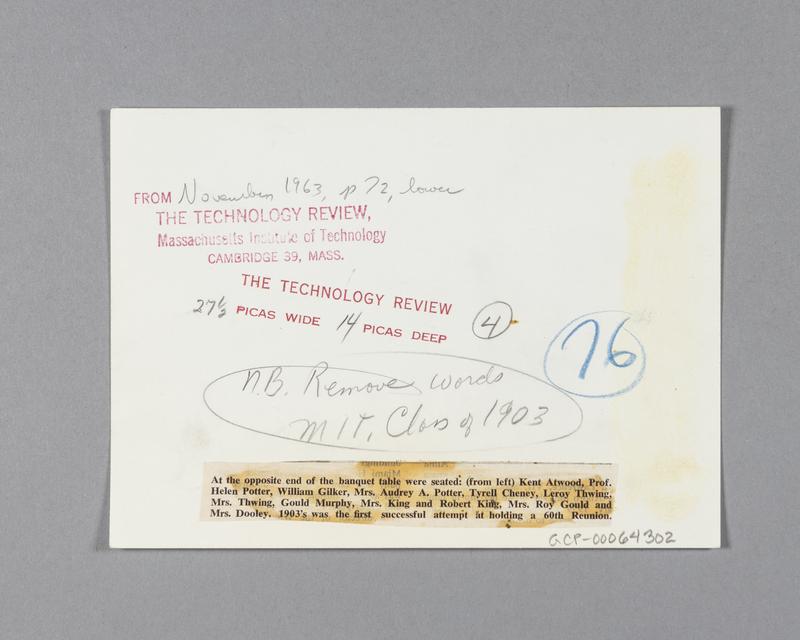 FROM November, 1963, p 72, lower
THE TECHNOLOGY REVIEW,
Massachusetts Institute of Technology
CAMBRIDGE 39, MASS.
THE TECHNOLOGY REVIEW
27 1/2 PICAS WIDE 14 PICAS DEEP
4
76
N.B. Remove words
MIT, Class of 1903
At the opposite end of the banquet table were seated: (from left) Kent Atwood, Prof.
Helen Potter, William Gilker, Mrs. Audrey A. Potter, Tyrell Cheney, Leroy Thwing,
Mrs. Thwing, Gould Murphy, Mrs. King and Robert King, Mrs. Roy Gould and
Mrs. Dooley. 1903's was the first successful attempt at holding a 60th Reunion.
GCP-00064302